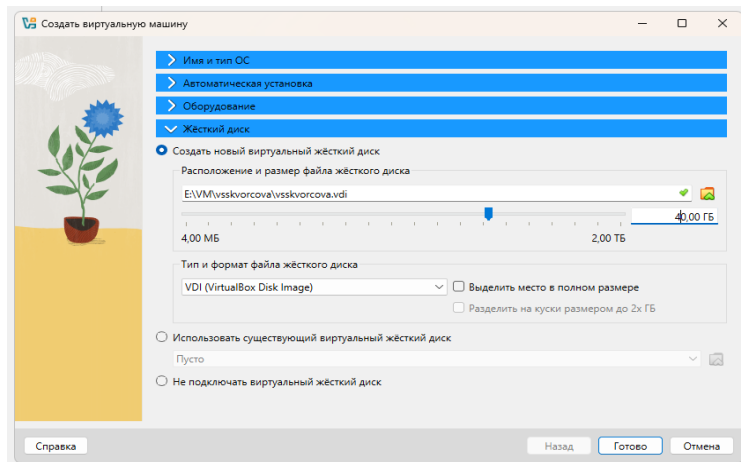 Создать виртуальную машину
Имя и тип ОС
Автоматическая установка
Оборудование
Жёсткий диск
Создать новый виртуальный жёсткий диск
Расположение и размер файла жёсткого диска
E:\VM\vsskvorcova\vsskvorcova.vdi
40,00 ГБ
4,00 МБ 2,00 ТБ
Тип и формат файла жёсткого диска
VDI (VirtualBox Disk Image) Выделить место в полном размере
Разделить на куски размером до 2х ГБ
Использовать существующий виртуальный жёсткий диск
Пусто
Не подключать виртуальный жёсткий диск
Справка Назад Готово Отмена